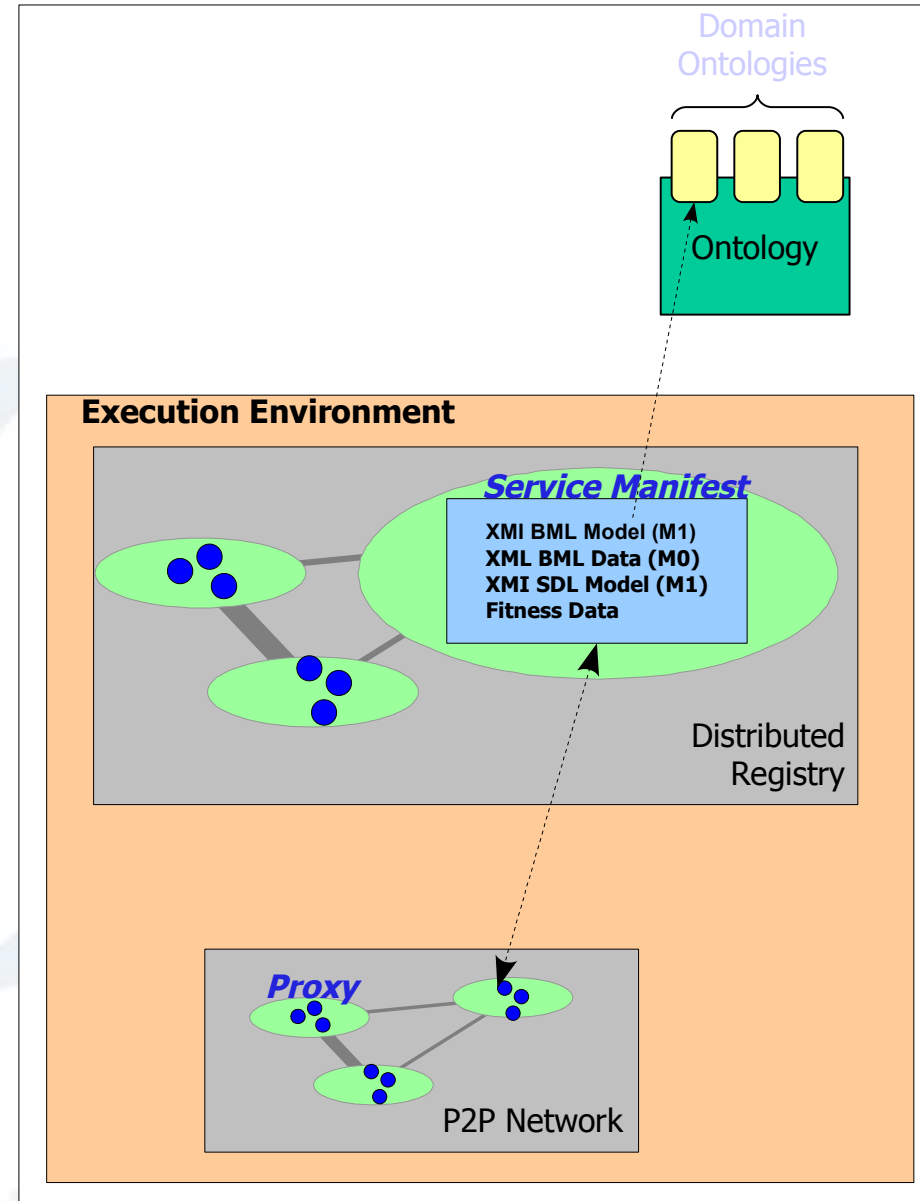 Domain
Ontologies
Ontology
Execution Environment
Service Manifest
XMI BML Model (M1)
XML BML Data (M0)
XMI SDL Model (M1)
Fitness Data
Distributed
Registry
Proxy
P2P Network